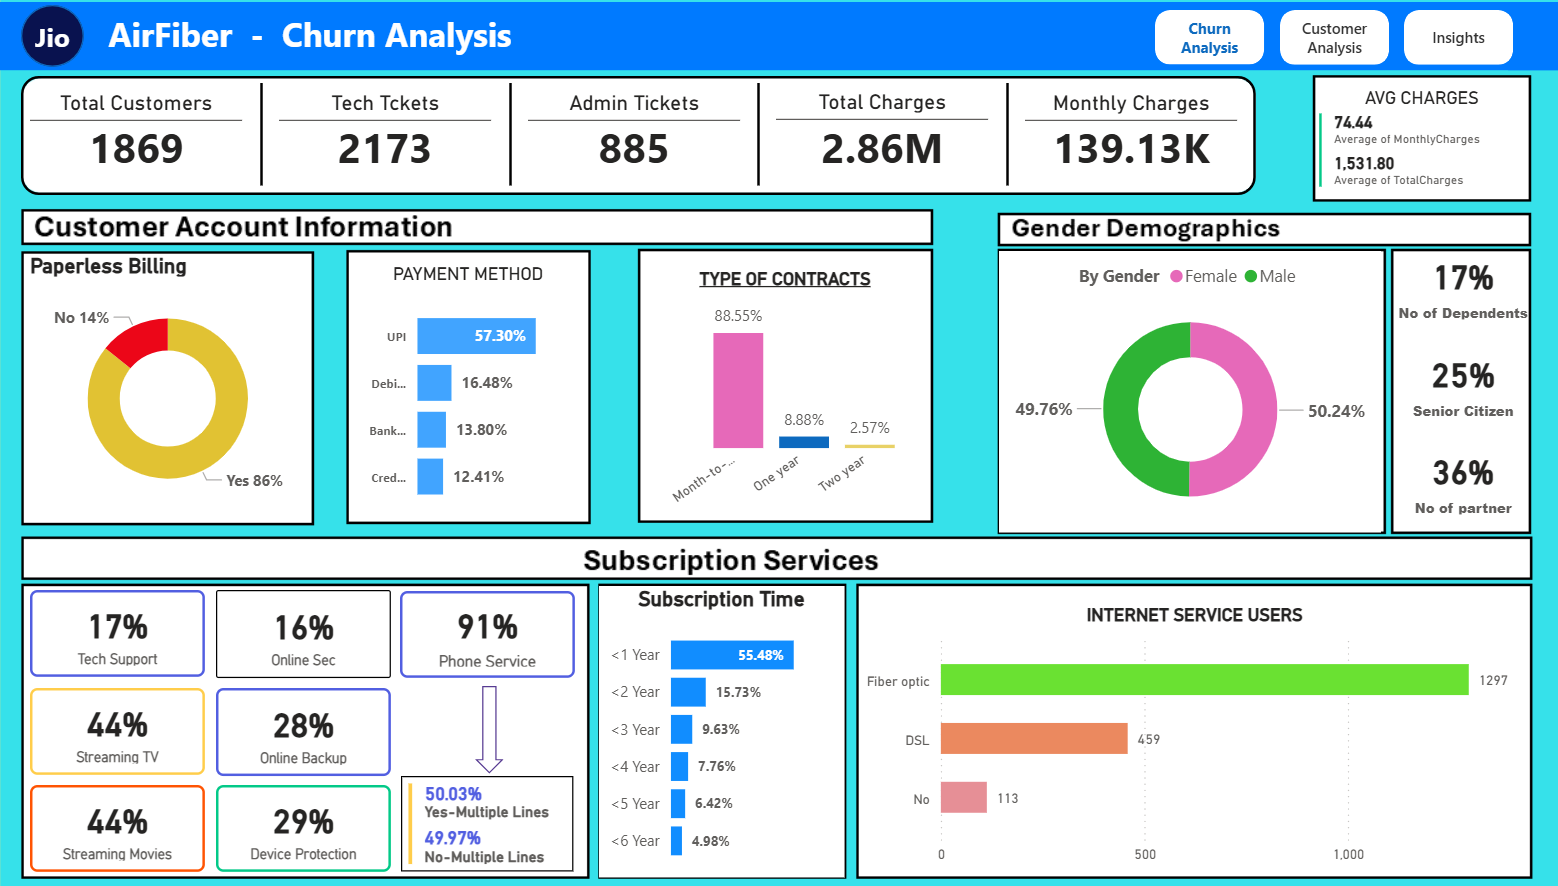 Jio
AirFiber - Churn Analysis
Churn
Analysis
Customer
Analysis
Insights
Total Customers
1869
Tech Tckets
2173
Admin Tickets
885
Total Charges
2.86M
Monthly Charges
139.13K
AVG CHARGES
74.44
Average of MonthlyCharges
1,531.80
Average of TotalCharges
Customer Account Information
Gender Demographics
Paperless Billing
No 14%
Yes 86%
PAYMENT METHOD
UPI 57.30%
Debi... 16.48%
Bank... 13.80%
Cred... 12.41%
TYPE OF CONTRACTS
88.55%
8.88%
2.57%
Month-to-...
One year
Two year
By Gender Female Male
49.76%
50.24%
17%
No of Dependents
25%
Senior Citizen
36%
No of partner
Subscription Services
17%
Tech Support
16%
Online Sec
91%
Phone Service
44%
Streaming TV
28%
Online Backup
44%
Streaming Movies
29%
Device Protection
50.03%
Yes-Multiple Lines
49.97%
No-Multiple Lines
Subscription Time
<1 Year 55.48%
<2 Year 15.73%
<3 Year 9.63%
<4 Year 7.76%
<5 Year 6.42%
<6 Year 4.98%
INTERNET SERVICE USERS
Fiber optic 1297
DSL 459
No 113
0 500 1,000